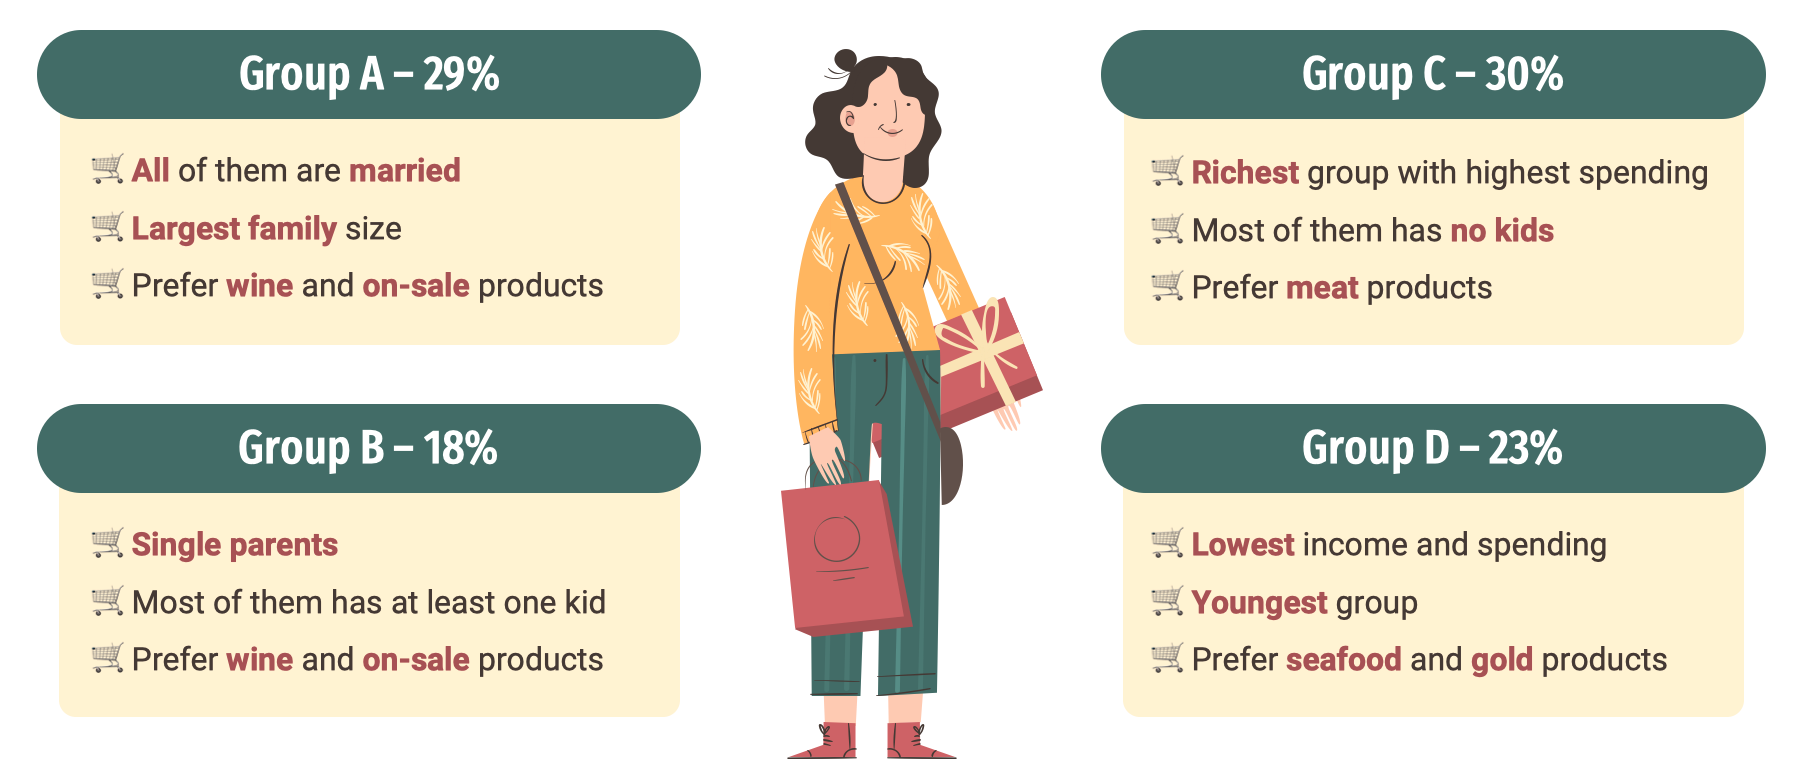 Group A – 29%
All of them are married
Largest family size
Prefer wine and on-sale products
Group B – 18%
Single parents
Most of them has at least one kid
Prefer wine and on-sale products
Group C – 30%
Richest group with highest spending
Most of them has no kids
Prefer meat products
Group D – 23%
Lowest income and spending
Youngest group
Prefer seafood and gold products